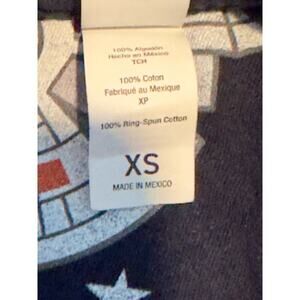 100% Algodón
Hecho en México
TCH
100% Coton
Fabriqué au Mexique
XP
100% Ring-Spun Cotton
XS
MADE IN MEXICO